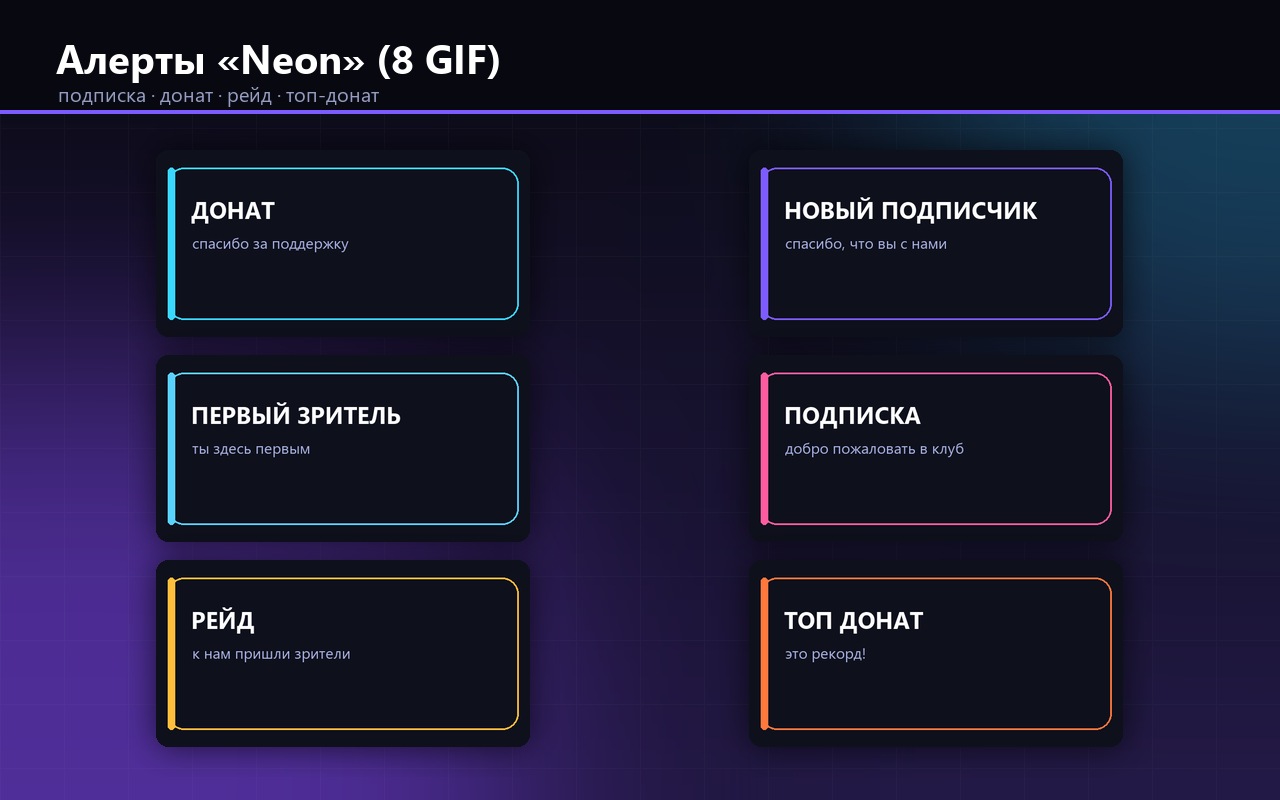 Алерты «Neon» (8 GIF)
подписка · донат · рейд · топ-донат
ДОНАТ
спасибо за поддержку
НОВЫЙ ПОДПИСЧИК
спасибо, что вы с нами
ПЕРВЫЙ ЗРИТЕЛЬ
ты здесь первым
ПОДПИСКА
добро пожаловать в клуб
РЕЙД
к нам пришли зрители
ТОП ДОНАТ
это рекорд!